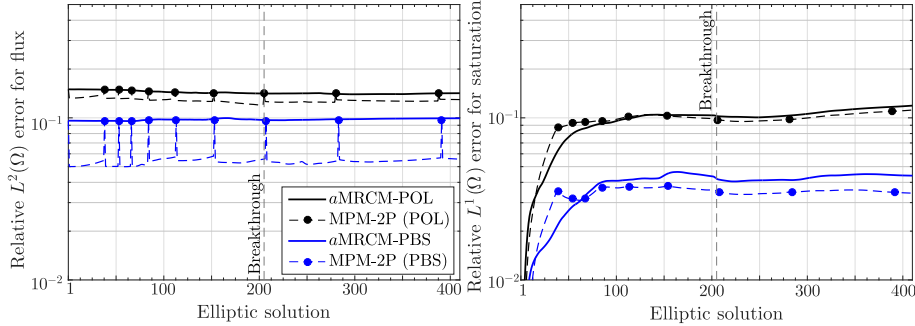 Relative L²(Ω) error for flux
10⁻¹
10⁻²
Breakthrough
aMRCM-POL
MPM-2P (POL)
aMRCM-PBS
MPM-2P (PBS)
1 100 200 300 400
Elliptic solution
Relative L¹(Ω) error for saturation
10⁻¹
10⁻²
Breakthrough
1 100 200 300 400
Elliptic solution